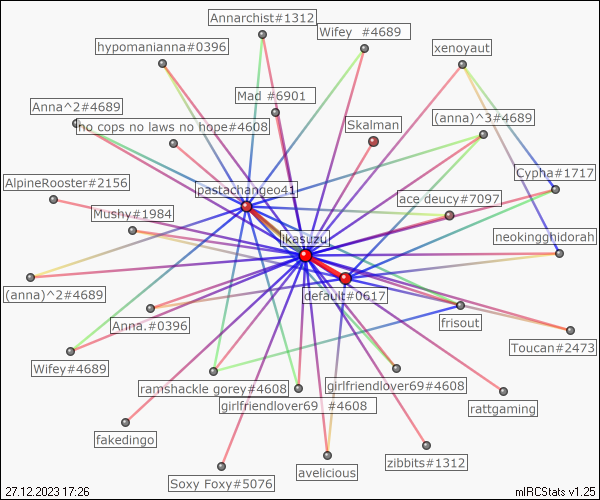 Annarchist#1312
Wifey  #4689
hypomanianna#0396
xenoyaut
Mad #6901
Anna^2#4689
no cops no laws no hope#4608
Skalman
(anna)^3#4689
Cypha#1717
AlpineRooster#2156
pastachangeo41
ace deucy#7097
Mushy#1984
ikasuzu
neokingghidorah
(anna)^2#4689
default#0617
Anna.#0396
frisout
Toucan#2473
Wifey#4689
ramshackle gorey#4608
girlfriendlover69#4608
girlfriendlover69  #4608
rattgaming
fakedingo
zibbits#1312
avelicious
Soxy Foxy#5076
27.12.2023 17:26
mIRCStats v1.25